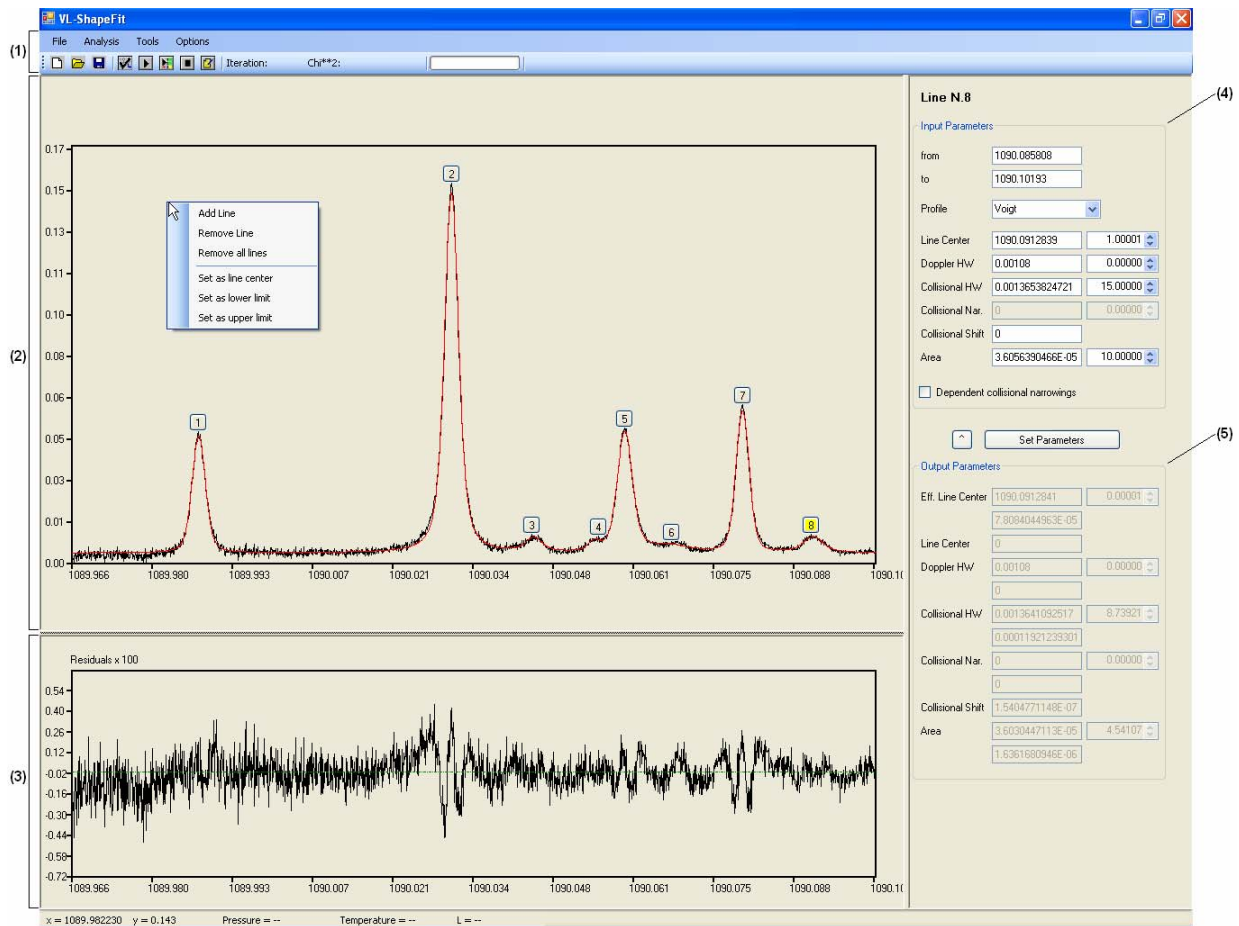 VL-ShapeFit
(1)
File Analysis Tools Options
Iteration: Chi**2:
(2)
0.17
0.15
0.13
0.11
0.10
0.08
0.06
0.05
0.03
0.01
0.00
1 2 3 4 5 6 7 8
Add Line
Remove Line
Remove all lines
Set as line center
Set as lower limit
Set as upper limit
1089.966 1089.980 1089.993 1090.007 1090.021 1090.034 1090.048 1090.061 1090.075 1090.088 1090.10
(3)
Residuals x 100
0.54
0.40
0.26
0.12
-0.02
-0.16
-0.30
-0.44
-0.58
-0.72
1089.966 1089.980 1089.993 1090.007 1090.021 1090.034 1090.048 1090.061 1090.075 1090.088 1090.10
x = 1089.982230 y = 0.143 Pressure = -- Temperature = -- L = --
(4)
Line N.8
Input Parameters
from 1090.085808
to 1090.10193
Profile Voigt
Line Center 1090.0912839 1.00001
Doppler HW 0.00108 0.00000
Collisional HW 0.0013653824721 15.00000
Collisional Nar. 0 0.00000
Collisional Shift 0
Area 3.6056390466E-05 10.00000
Dependent collisional narrowings
^ Set Parameters
(5)
Output Parameters
Eff. Line Center 1090.0912841 0.00001
7.8084044963E-05
Line Center 0
Doppler HW 0.00108 0.00000
0
Collisional HW 0.0013641092517 8.73921
0.00011921239301
Collisional Nar. 0 0.00000
0
Collisional Shift 1.5404771148E-07
Area 3.6030447113E-05 4.54107
1.6361680946E-06